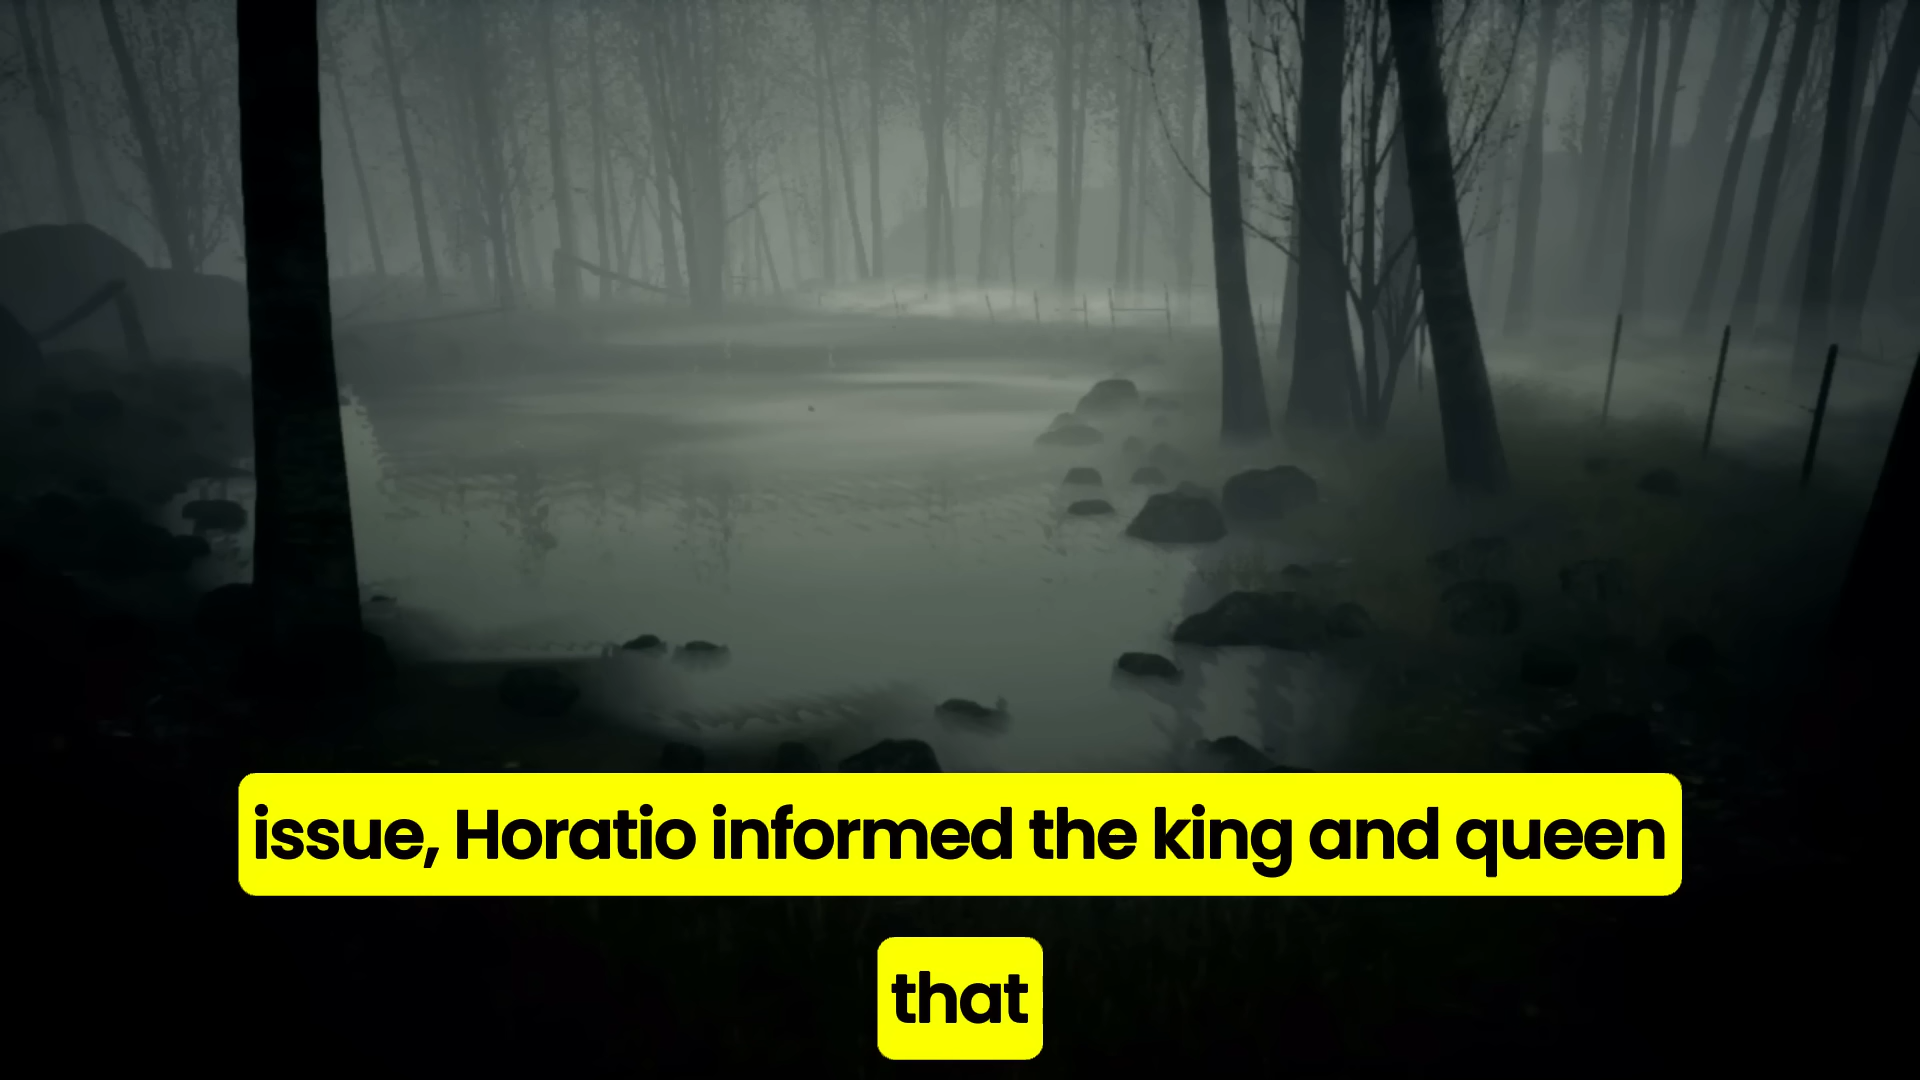 issue, Horatio informed the king and queen
that